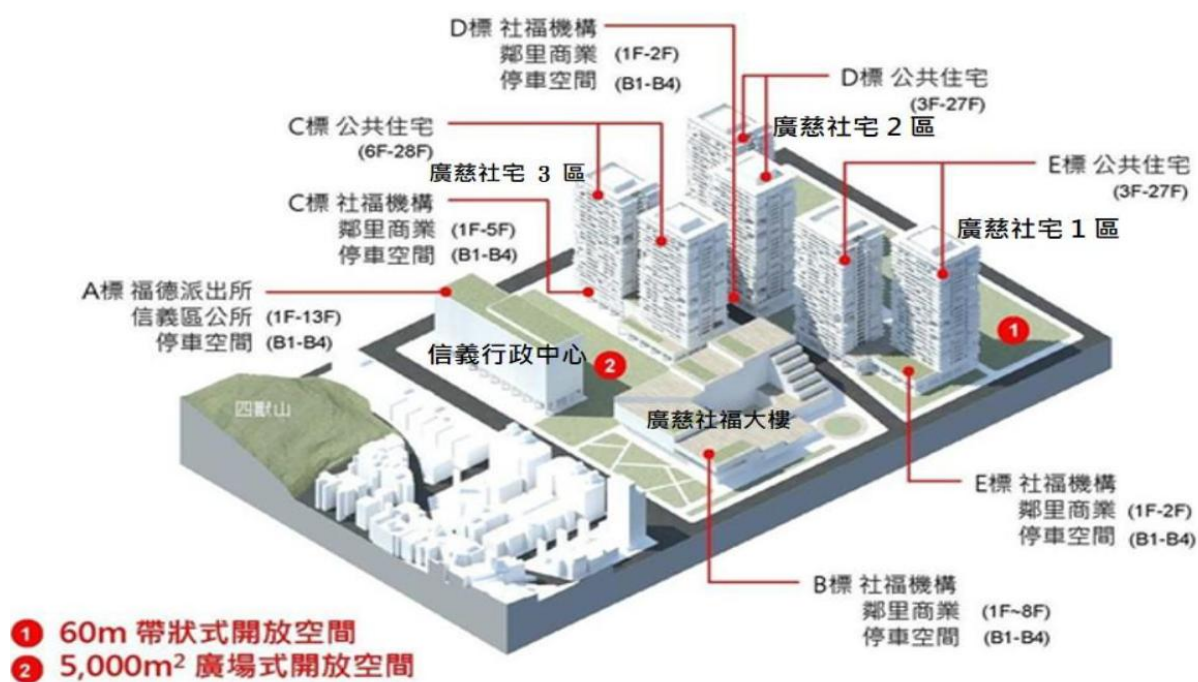 D標 社福機構
鄰里商業 (1F-2F)
停車空間 (B1-B4)
D標 公共住宅
(3F-27F)
廣慈社宅 2 區
C標 公共住宅
(6F-28F)
廣慈社宅 3 區
E標 公共住宅
(3F-27F)
廣慈社宅 1 區
C標 社福機構
鄰里商業 (1F-5F)
停車空間 (B1-B4)
A標 福德派出所
信義區公所 (1F-13F)
停車空間 (B1-B4)
信義行政中心
2
1
四獸山
廣慈社福大樓
E標 社福機構
鄰里商業 (1F-2F)
停車空間 (B1-B4)
B標 社福機構
鄰里商業 (1F~8F)
停車空間 (B1-B4)
1 60m 帶狀式開放空間
2 5,000m² 廣場式開放空間